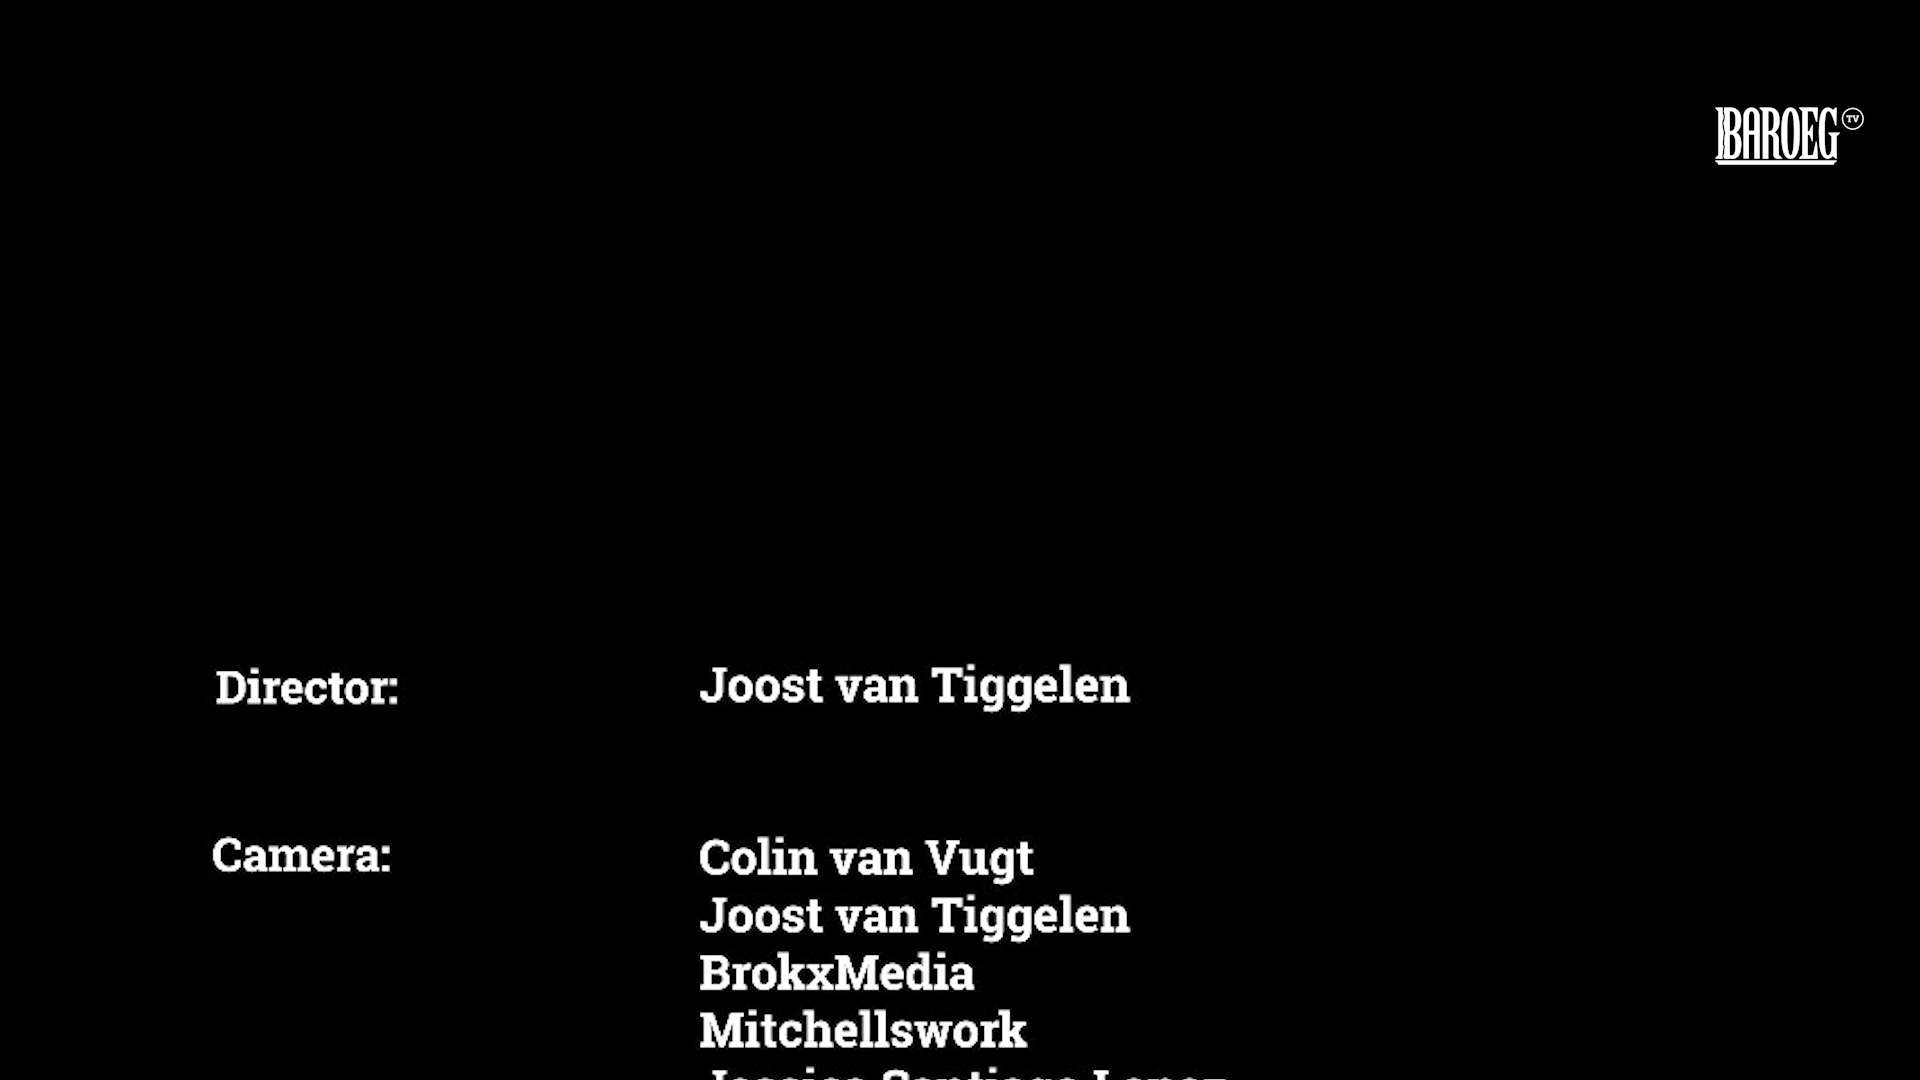 BAROEG TV
Director: Joost van Tiggelen
Camera: Colin van Vugt
Joost van Tiggelen
BrokxMedia
Mitchellswork